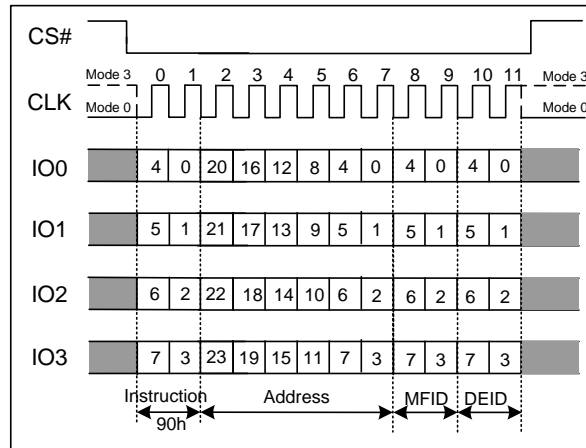 CS#
Mode 3 0 1 2 3 4 5 6 7 8 9 10 11 Mode 3
CLK
Mode 0 Mode 0
IO0 4 0 20 16 12 8 4 0 4 0 4 0
IO1 5 1 21 17 13 9 5 1 5 1 5 1
IO2 6 2 22 18 14 10 6 2 6 2 6 2
IO3 7 3 23 19 15 11 7 3 7 3 7 3
Instruction Address MFID DEID
90h